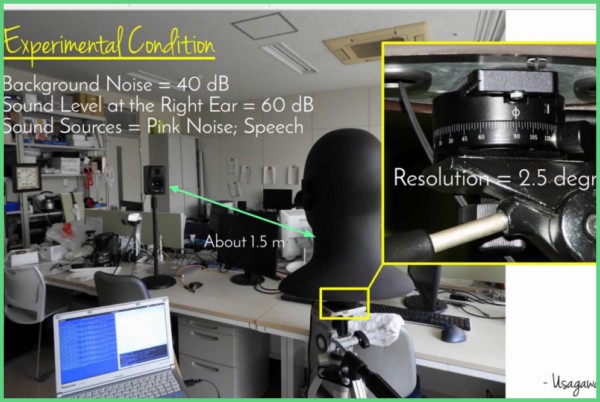 Experimental Condition
Background Noise = 40 dB
Sound Level at the Right Ear = 60 dB
Sound Sources = Pink Noise; Speech
Resolution = 2.5 degr
About 1.5 m
- Usagawa